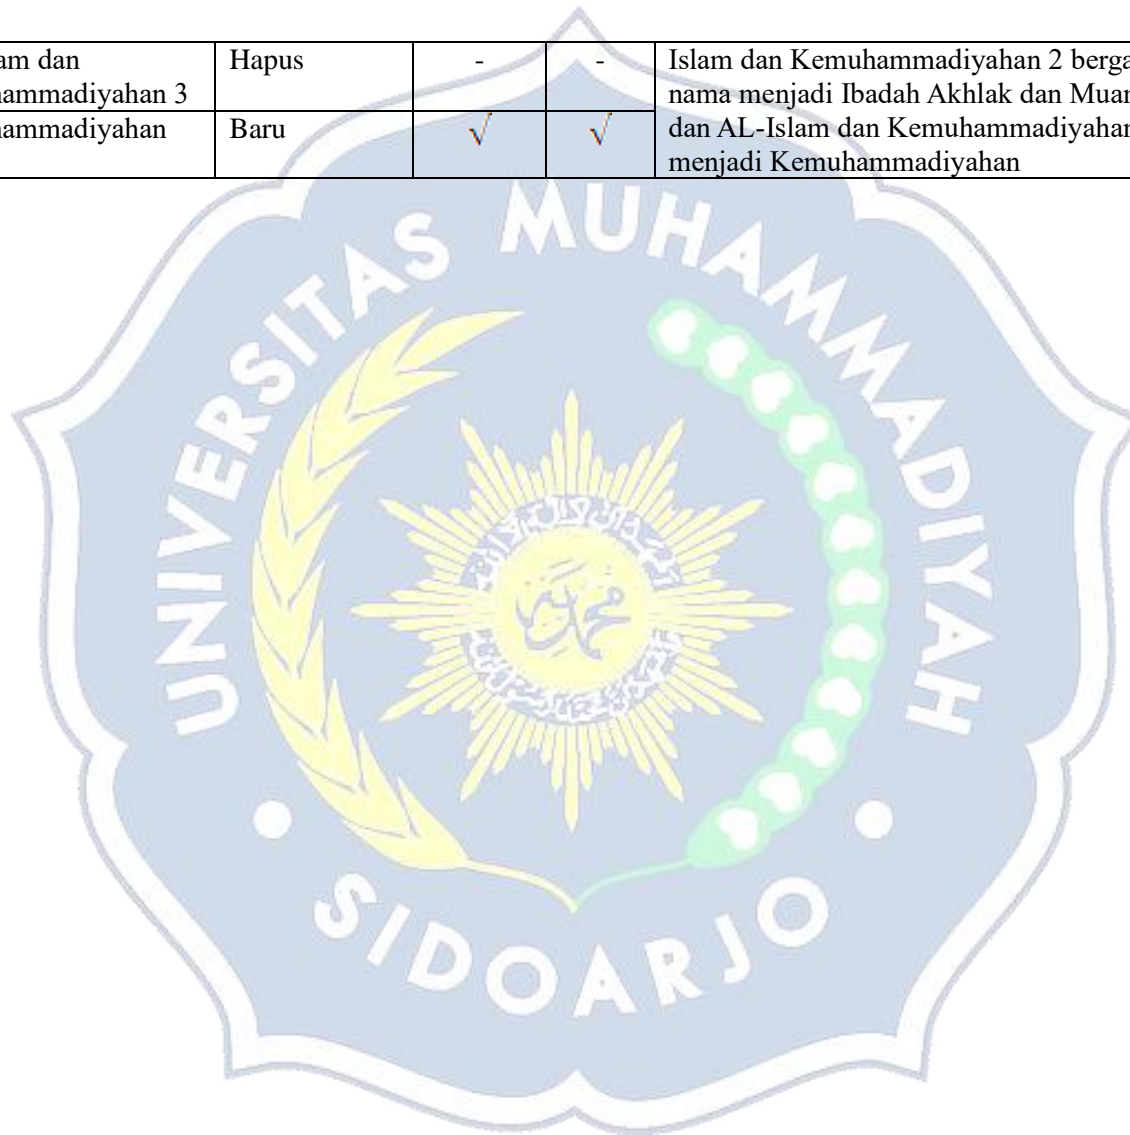 am dan Hapus - - Islam dan Kemuhammadiyahan 2 berga
ammadiyahan 3 nama menjadi Ibadah Akhlak dan Muan
ammadiyahan Baru √ √ dan AL-Islam dan Kemuhammadiyahan
menjadi Kemuhammadiyahan
UNIVERSITAS MUHAMMADIYAH
SIDOARJO
محمد